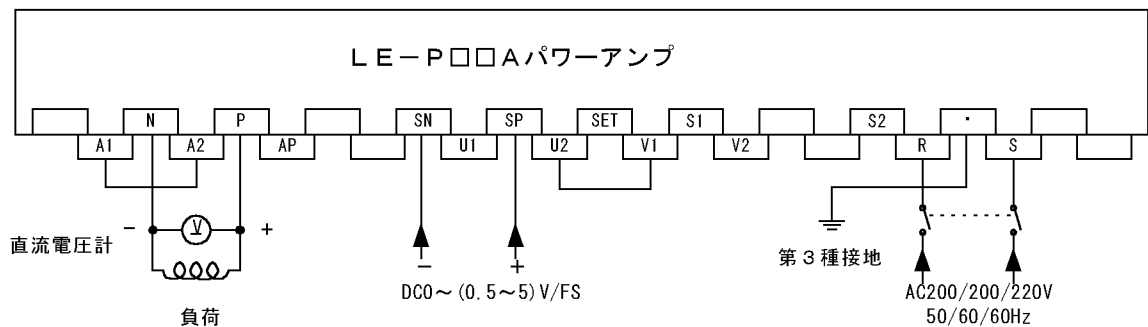 LE-P□□Aパワーアンプ
N P SN SP SET S1 S2 ・
A1 A2 AP U1 U2 V1 V2 R S
- V +
直流電圧計
負荷
- +
DC0～(0.5～5)V/FS
第3種接地
AC200/200/220V
50/60/60Hz